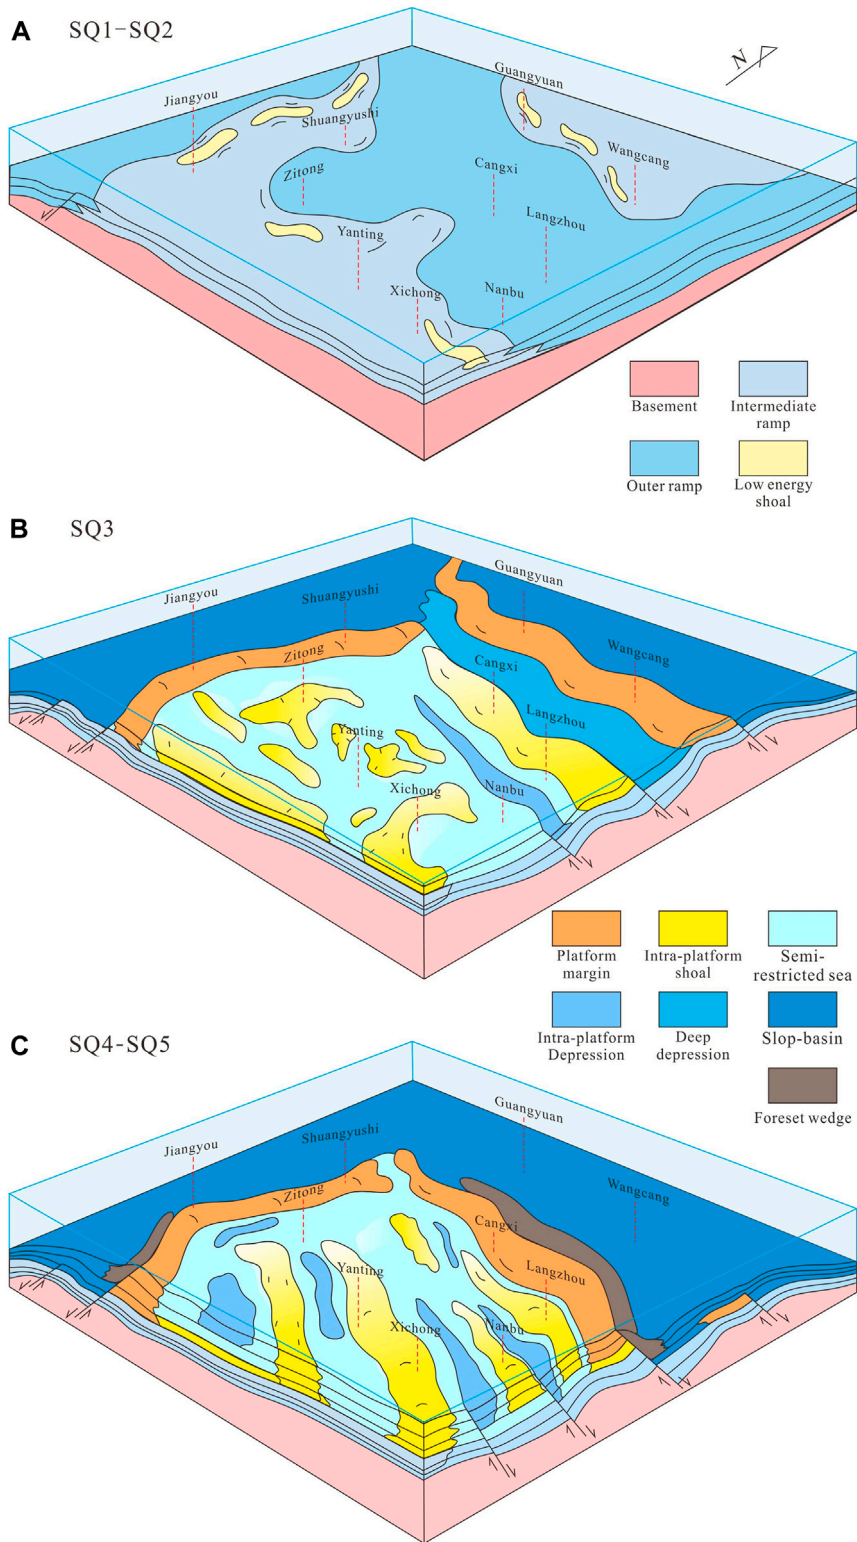 A SQ1-SQ2
N
Guangyuan
Jiangyou
Shuangyushi
Wangcang
Zitong
Cangxi
Langzhou
Yanting
Xichong
Nanbu
Basement
Intermediate
ramp
Outer ramp
Low energy
shoal
B SQ3
Guangyuan
Jiangyou
Shuangyushi
Wangcang
Zitong
Cangxi
Langzhou
Yanting
Xichong
Nanbu
Platform
margin
Intra-platform
shoal
Semi-
restricted sea
Intra-platform
Depression
Deep
depression
Slop-basin
Foreset wedge
C SQ4-SQ5
Guangyuan
Jiangyou
Shuangyushi
Wangcang
Zitong
Cangxi
Langzhou
Yanting
Xichong
Nanbu